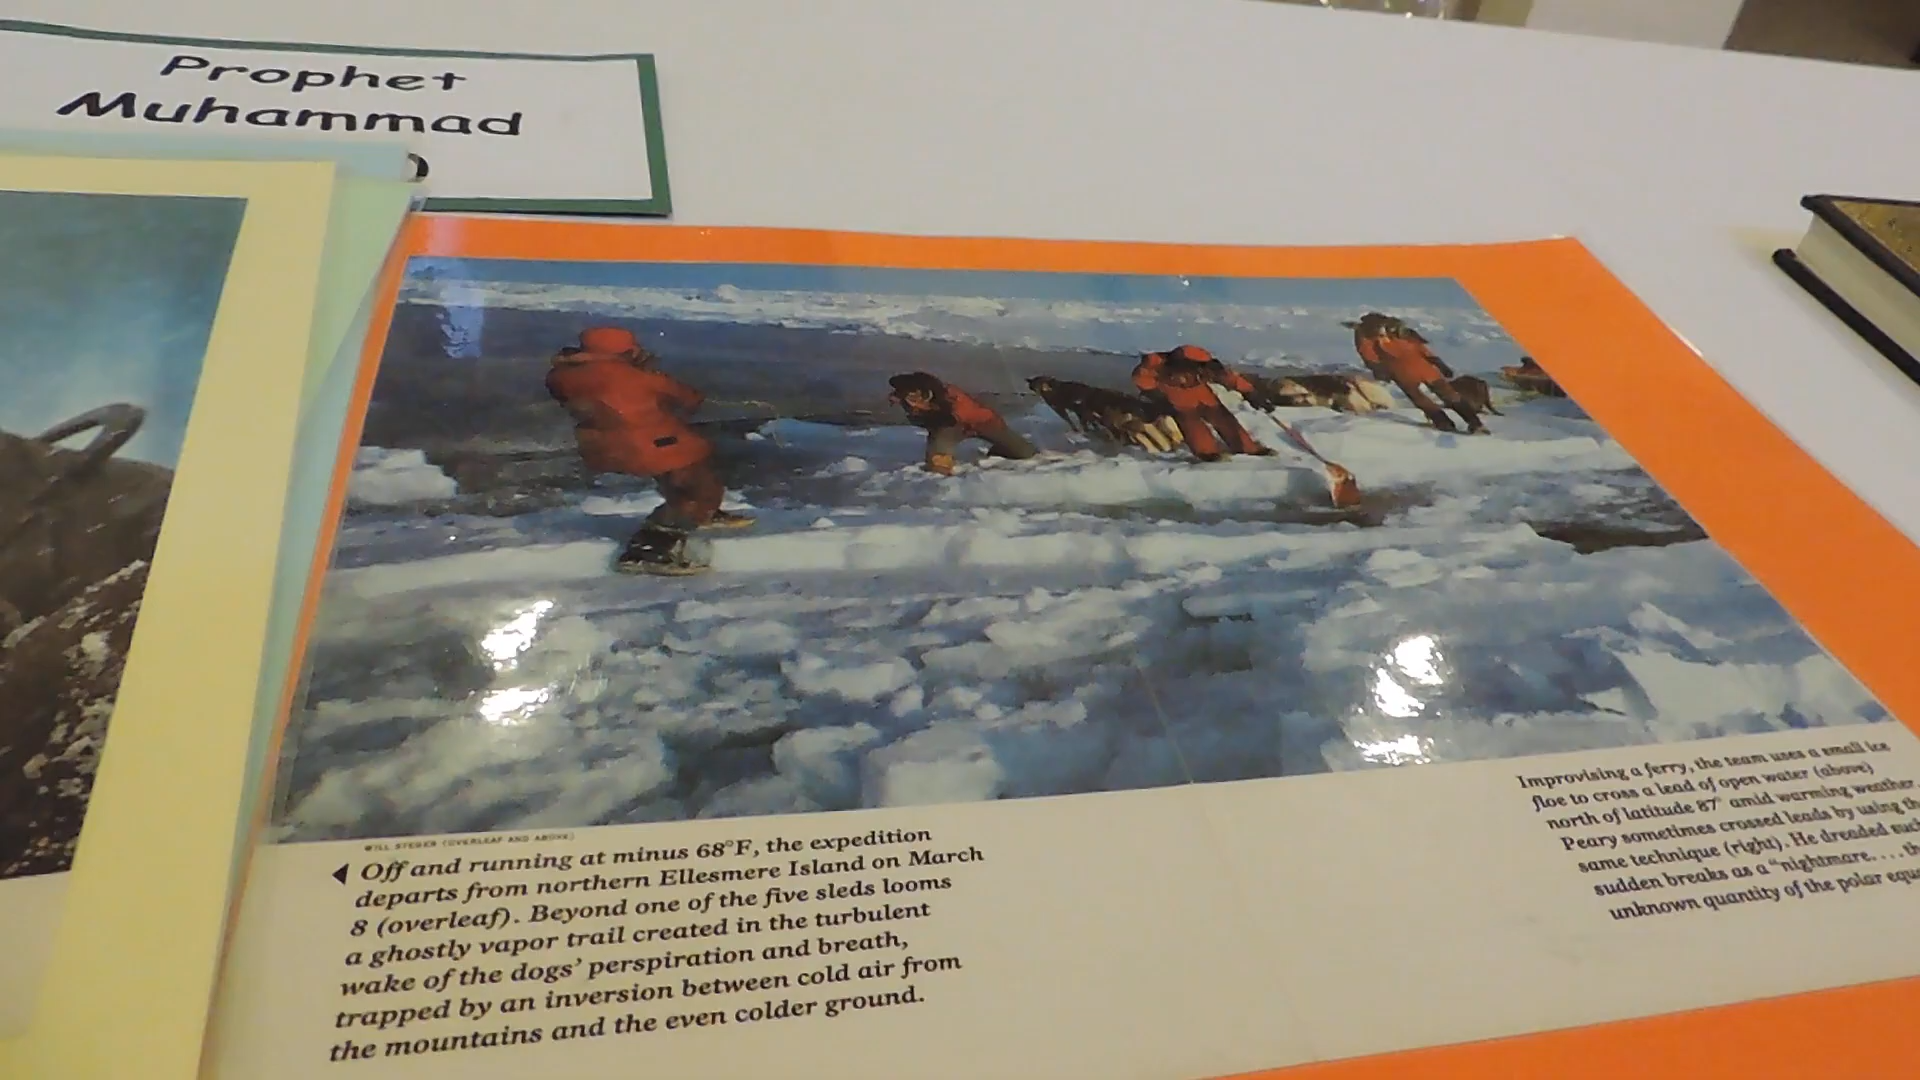 Prophet
Muhammad
WILL STEGER (OVERLEAF AND ABOVE)
Off and running at minus 68°F, the expedition
departs from northern Ellesmere Island on March
8 (overleaf). Beyond one of the five sleds looms
a ghostly vapor trail created in the turbulent
wake of the dogs’ perspiration and breath,
trapped by an inversion between cold air from
the mountains and the even colder ground.
Improvising a ferry, the team uses a small ice
floe to cross a lead of open water (above)
north of latitude 87° amid warming weather.
Peary sometimes crossed leads by using the
same technique (right). He dreaded such
sudden breaks as a “nightmare. . . . the
unknown quantity of the polar